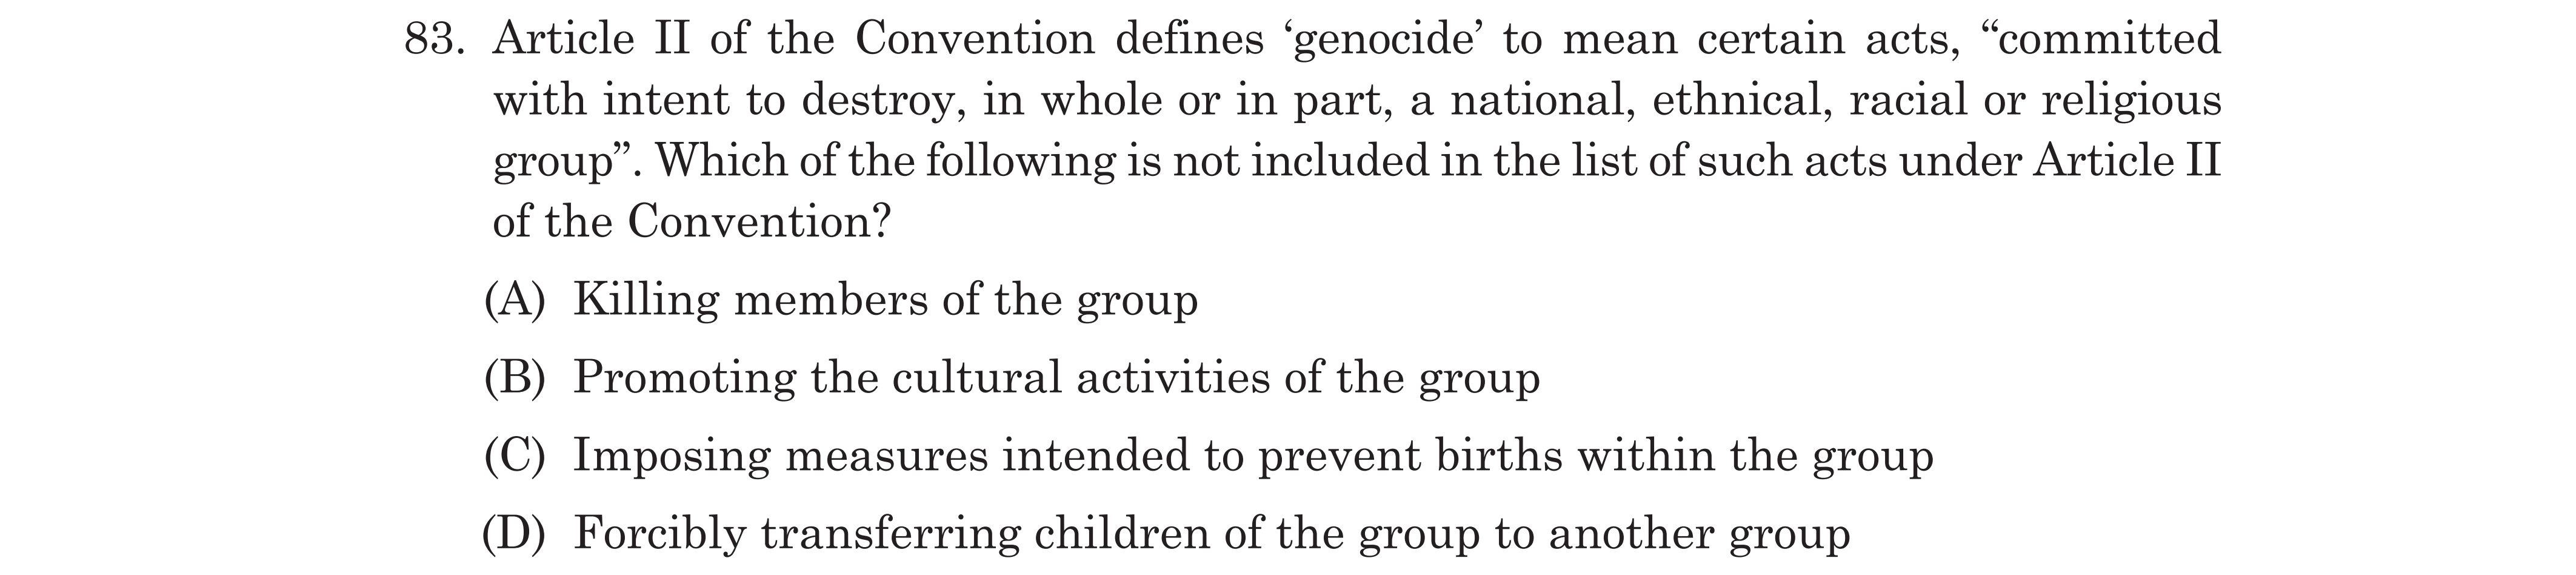 83. Article II of the Convention defines ‘genocide’ to mean certain acts, “committed
with intent to destroy, in whole or in part, a national, ethnical, racial or religious
group”. Which of the following is not included in the list of such acts under Article II
of the Convention?
(A) Killing members of the group
(B) Promoting the cultural activities of the group
(C) Imposing measures intended to prevent births within the group
(D) Forcibly transferring children of the group to another group